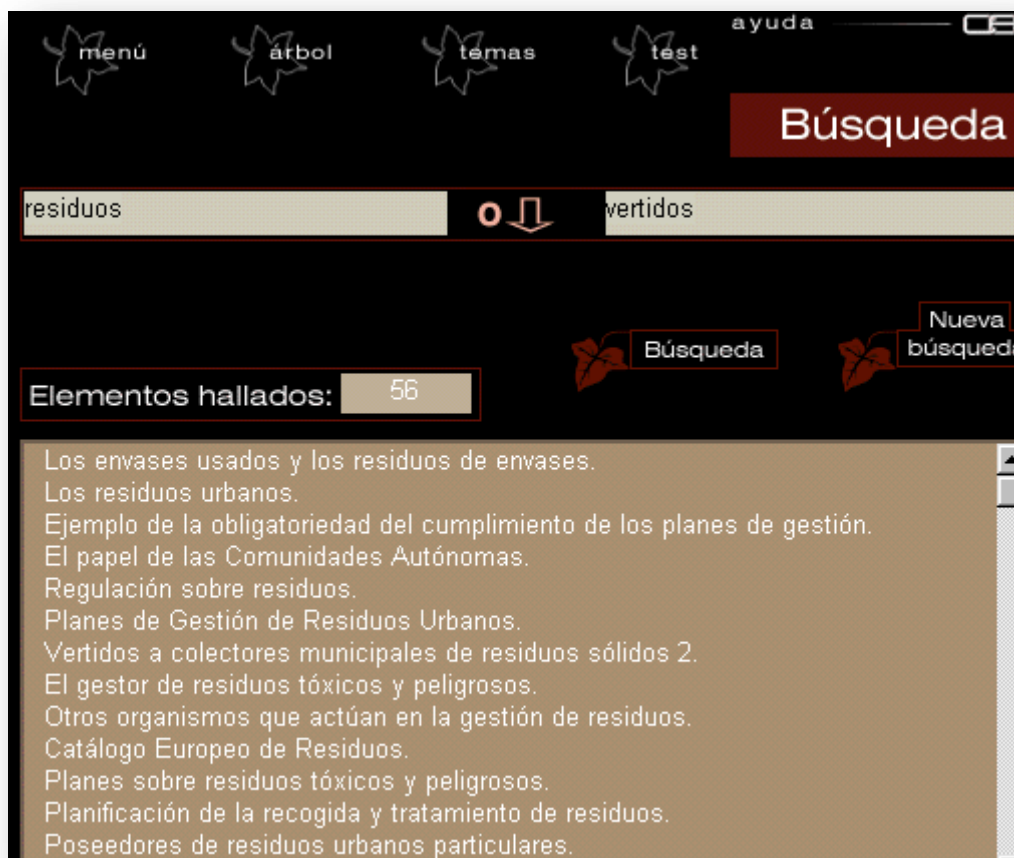 menú árbol temas test ayuda
Búsqueda
residuos o vertidos
Nueva
Búsqueda
Elementos hallados: 56
Los envases usados y los residuos de envases.
Los residuos urbanos.
Ejemplo de la obligatoriedad del cumplimiento de los planes de gestión.
El papel de las Comunidades Autónomas.
Regulación sobre residuos.
Planes de Gestión de Residuos Urbanos.
Vertidos a colectores municipales de residuos sólidos 2.
El gestor de residuos tóxicos y peligrosos.
Otros organismos que actúan en la gestión de residuos.
Catálogo Europeo de Residuos.
Planes sobre residuos tóxicos y peligrosos.
Planificación de la recogida y tratamiento de residuos.
Poseedores de residuos urbanos particulares.